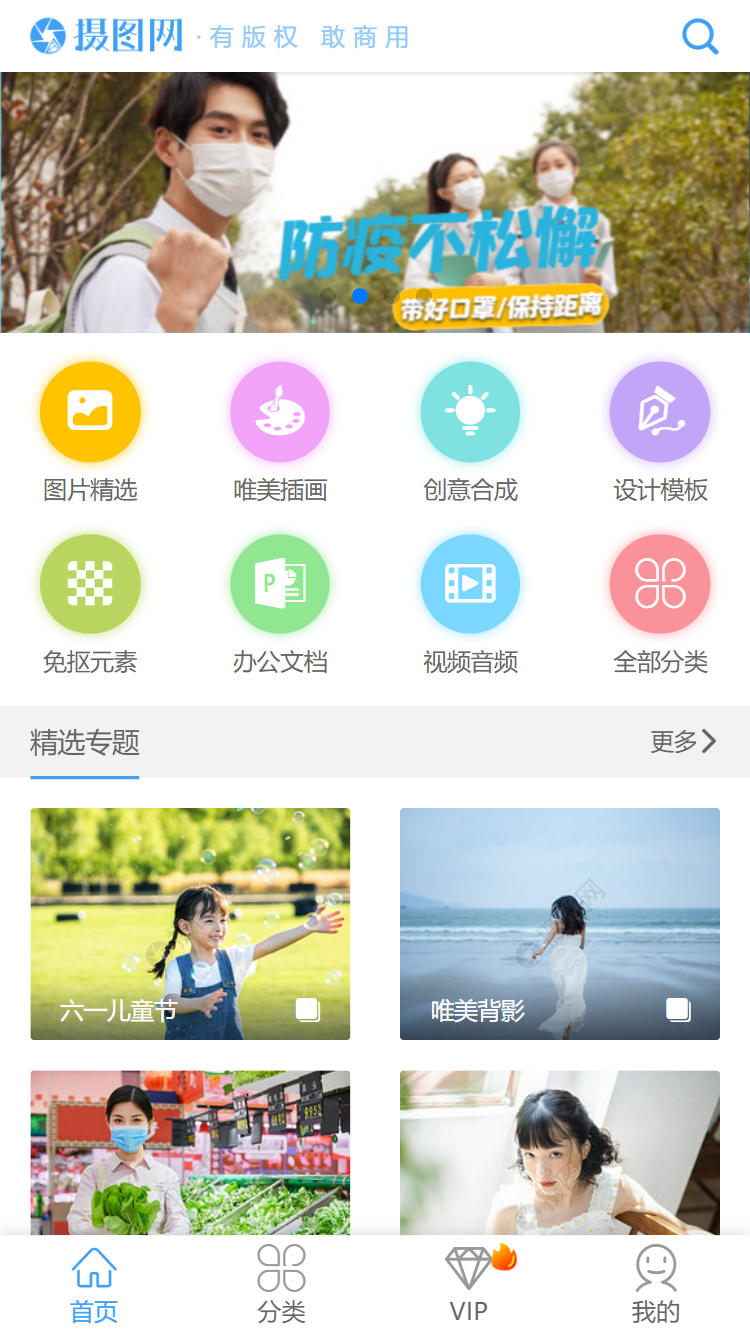 摄图网 · 有版权 敢商用
防疫不松懈
带好口罩/保持距离
图片精选 唯美插画 创意合成 设计模板
P
免抠元素 办公文档 视频音频 全部分类
精选专题 更多
六一儿童节 唯美背影
首页 分类 VIP 我的